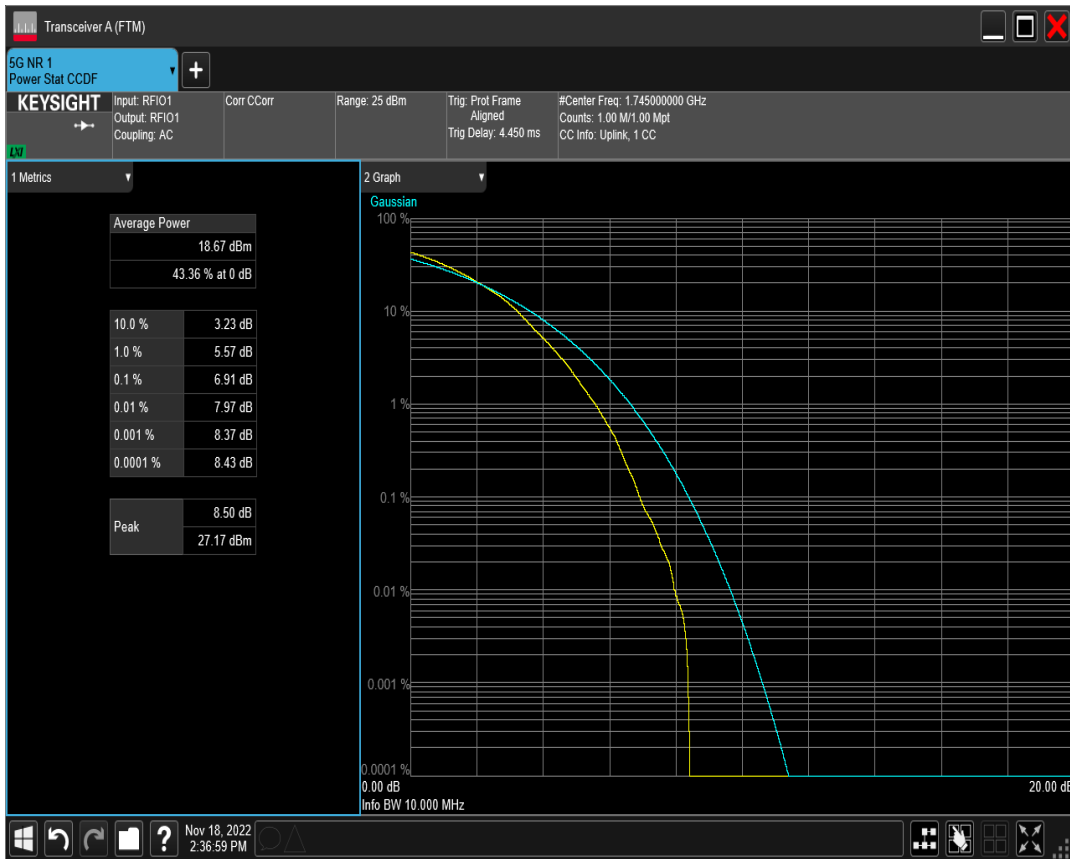 Transceiver A (FTM)
5G NR 1
Power Stat CCDF
+
KEYSIGHT
LXI
Input: RFIO1
Output: RFIO1
Coupling: AC
Corr CCorr
Range: 25 dBm
Trig: Prot Frame
Aligned
Trig Delay: 4.450 ms
#Center Freq: 1.745000000 GHz
Counts: 1.00 M/1.00 Mpt
CC Info: Uplink, 1 CC
1 Metrics
Average Power
18.67 dBm
43.36 % at 0 dB
10.0 % 3.23 dB
1.0 % 5.57 dB
0.1 % 6.91 dB
0.01 % 7.97 dB
0.001 % 8.37 dB
0.0001 % 8.43 dB
Peak
8.50 dB
27.17 dBm
2 Graph
Gaussian
100 %
10 %
1 %
0.1 %
0.01 %
0.001 %
0.0001 %
0.00 dB
20.00 dB
Info BW 10.000 MHz
?
Nov 18, 2022
2:36:59 PM